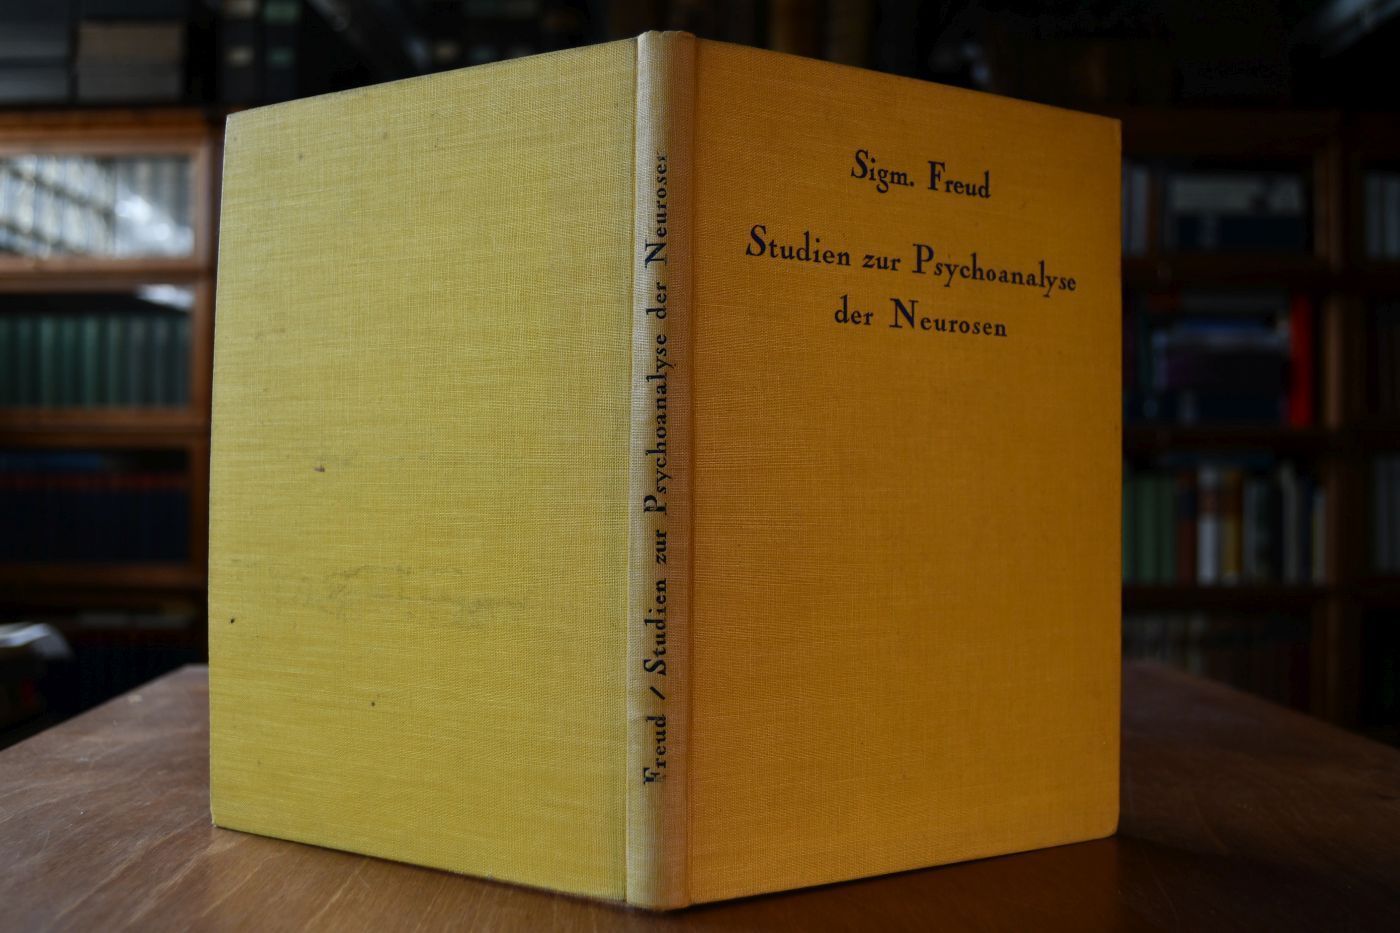 Sigm. Freud
Studien zur Psychoanalyse
der Neurosen
Freud / Studien zur Psychoanalyse der Neurosen